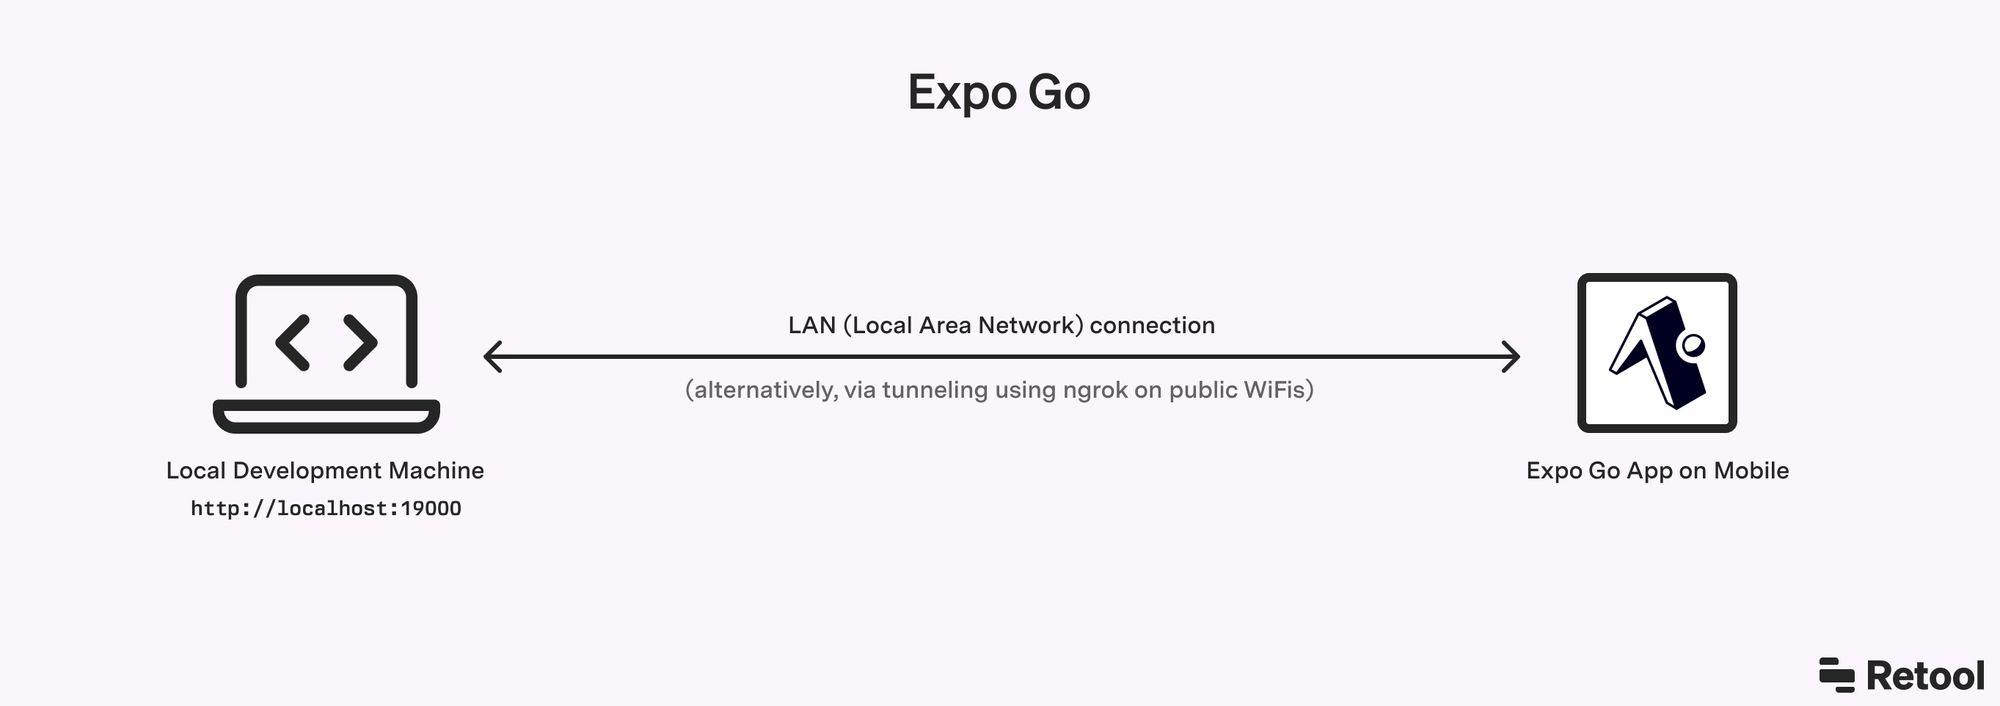 Expo Go
LAN (Local Area Network) connection
(alternatively, via tunneling using ngrok on public WiFis)
Local Development Machine
http://localhost:19000
Expo Go App on Mobile
Retool